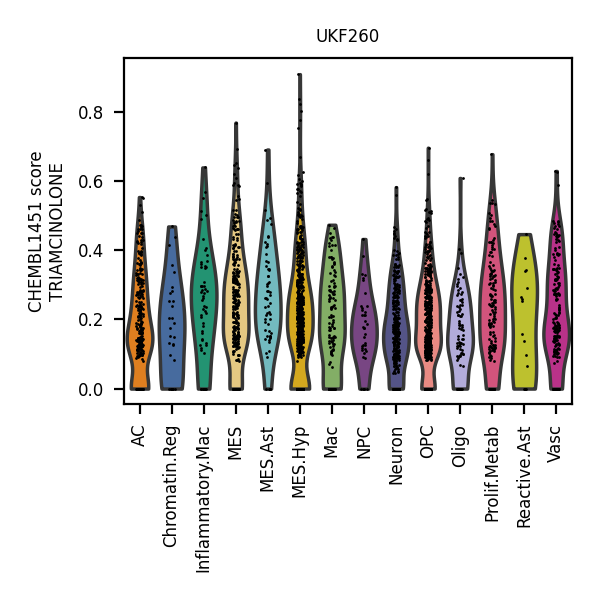 UKF260
CHEMBL1451 score
TRIAMCINOLONE
0.8
0.6
0.4
0.2
0.0
AC
Chromatin.Reg
Inflammatory.Mac
MES
MES.Ast
MES.Hyp
Mac
NPC
Neuron
OPC
Oligo
Prolif.Metab
Reactive.Ast
Vasc